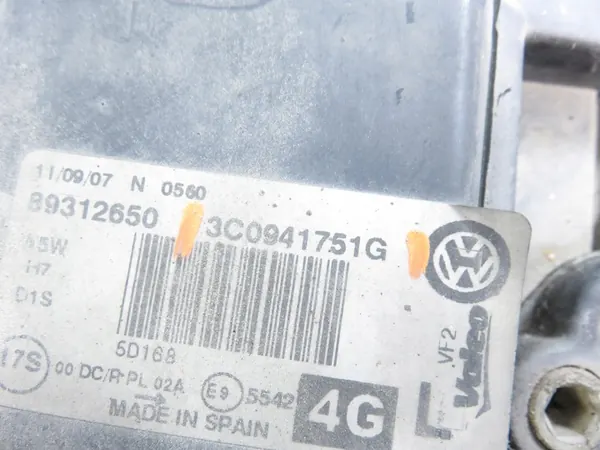 11/09/07 N 0560
89312650 3C0941751G
H7
D1S
5D168
17S 00 DC/R PL 02A E9 5542
MADE IN SPAIN
4G
L
VF2
Valeo